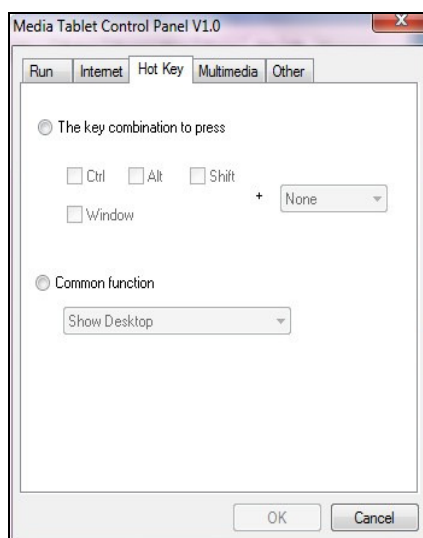 Media Tablet Control Panel V1.0
X
Run Internet Hot Key Multimedia Other
The key combination to press
Ctrl Alt Shift
+ None
Window
Common function
Show Desktop
OK Cancel